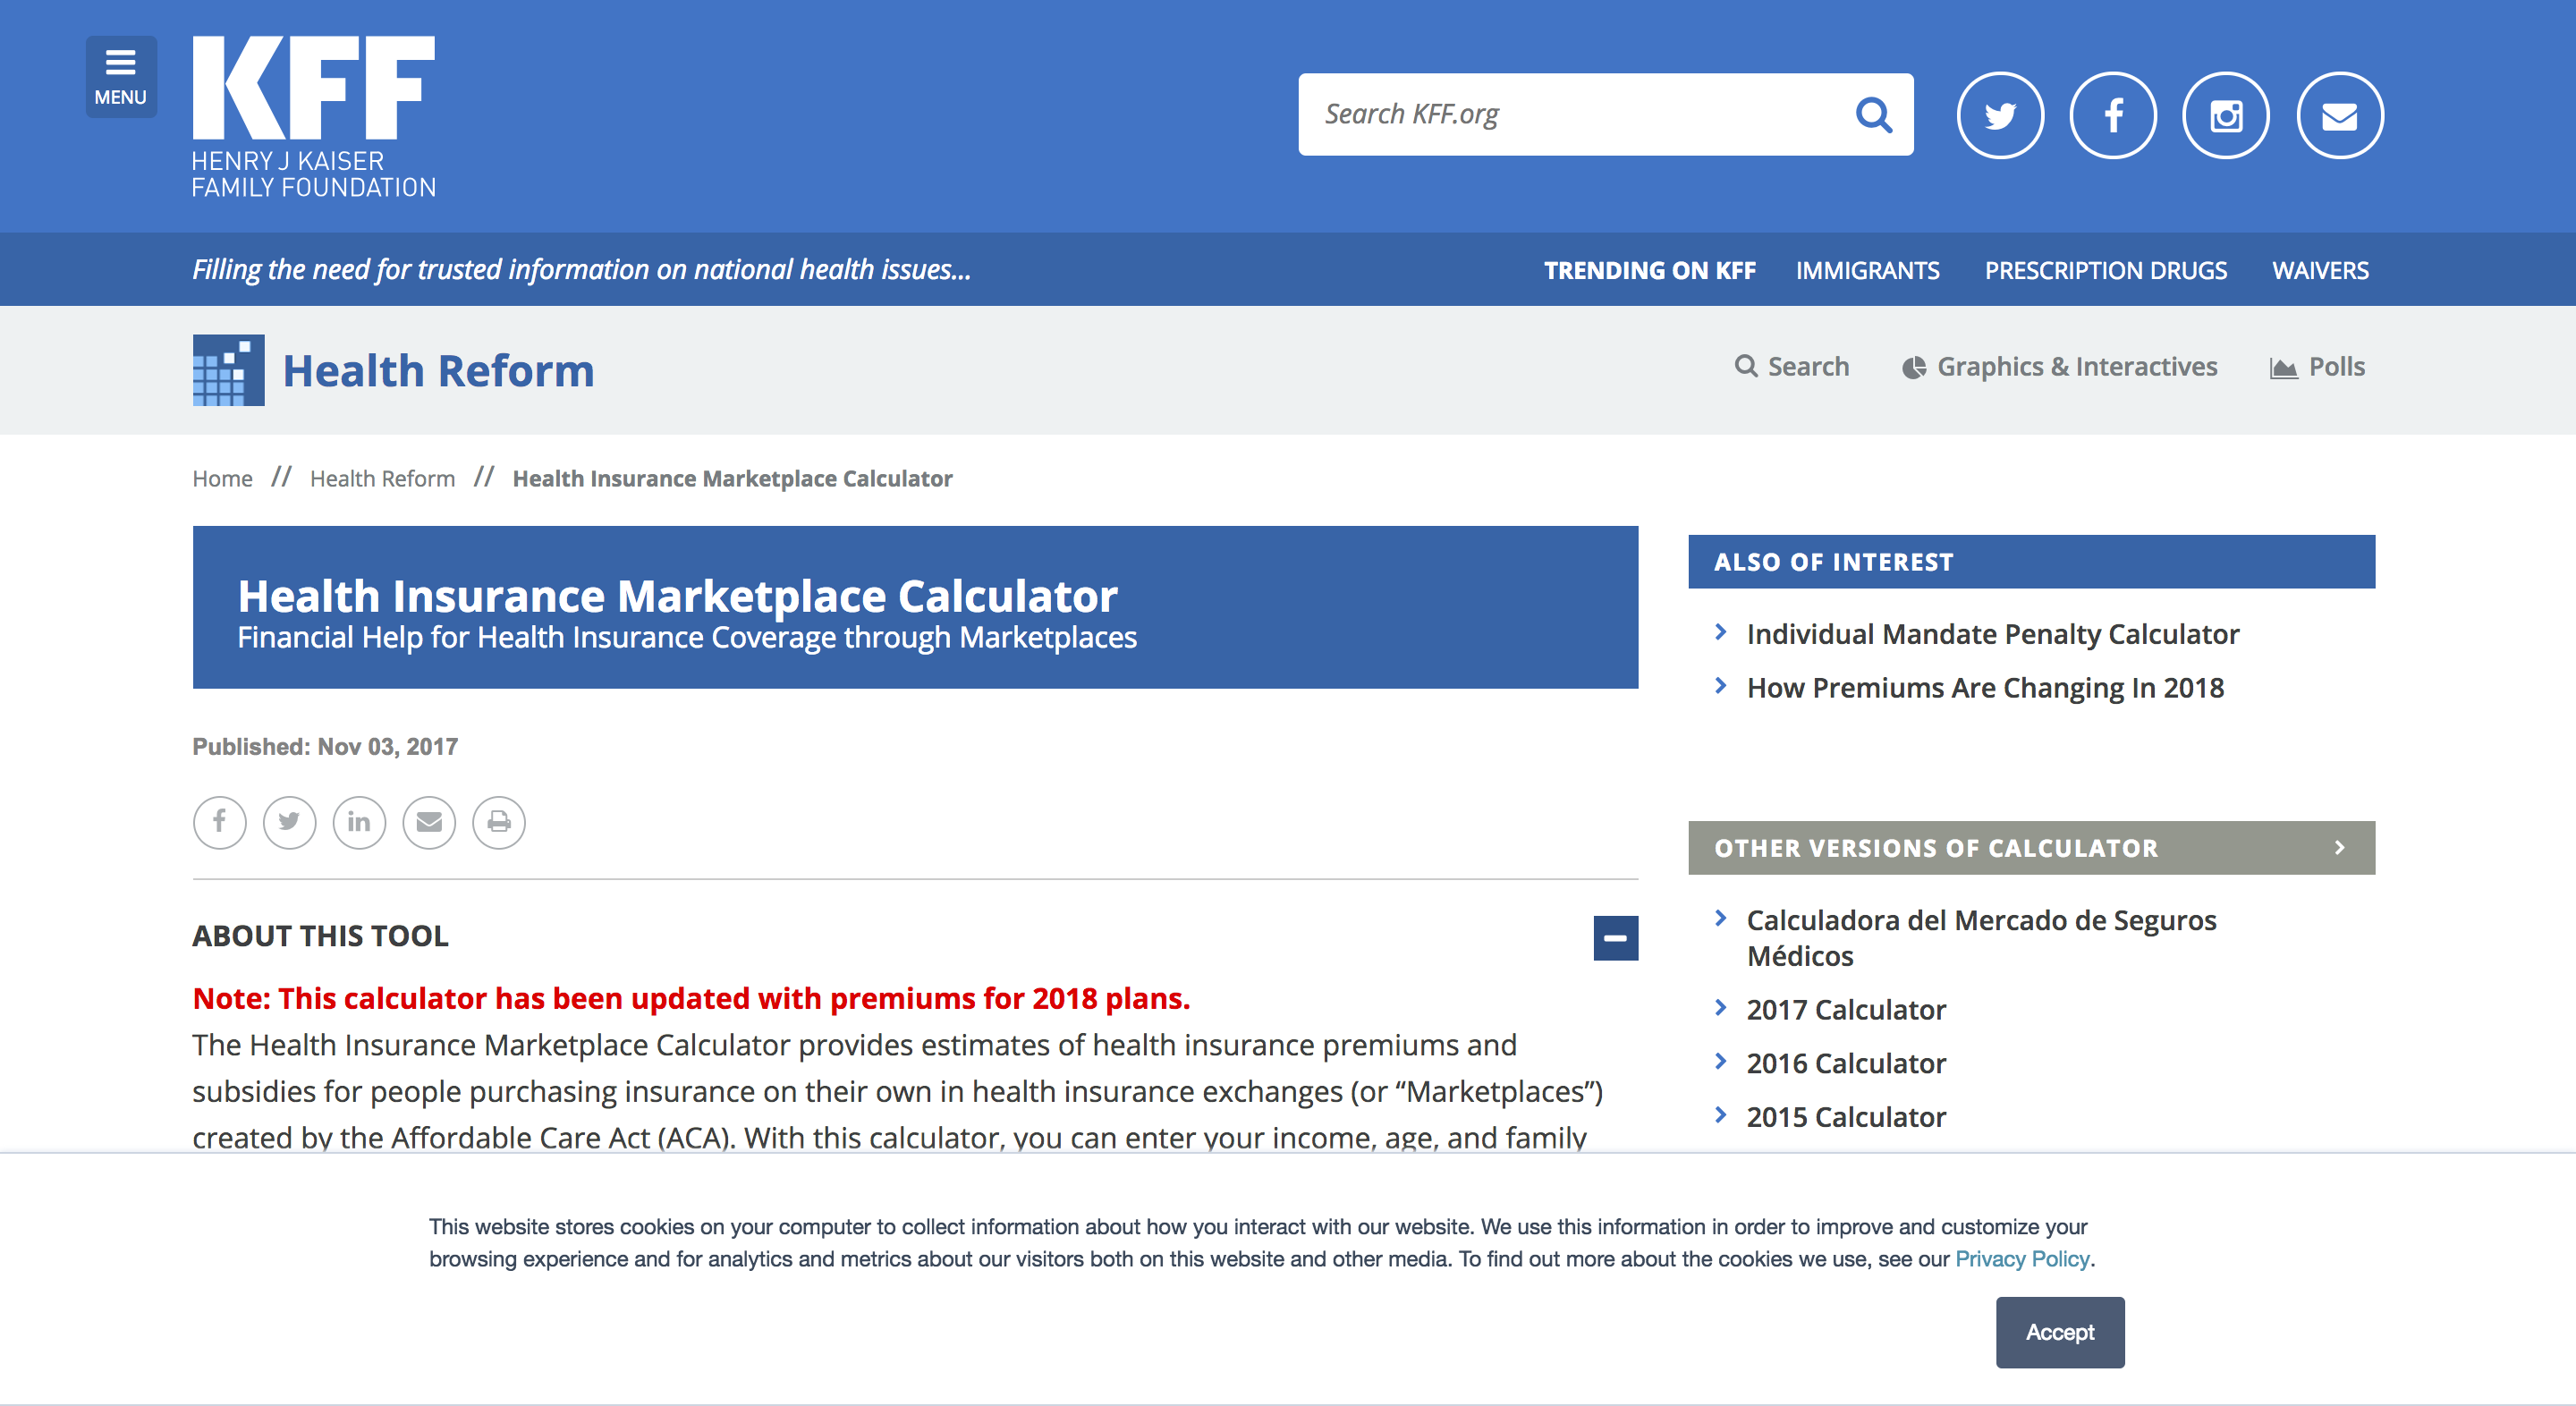 MENU
KFF
HENRY J KAISER
FAMILY FOUNDATION
Search KFF.org
Filling the need for trusted information on national health issues...
TRENDING ON KFF IMMIGRANTS PRESCRIPTION DRUGS WAIVERS
Health Reform
Search Graphics & Interactives Polls
Home // Health Reform // Health Insurance Marketplace Calculator
Health Insurance Marketplace Calculator
Financial Help for Health Insurance Coverage through Marketplaces
Published: Nov 03, 2017
ABOUT THIS TOOL
Note: This calculator has been updated with premiums for 2018 plans.
The Health Insurance Marketplace Calculator provides estimates of health insurance premiums and
subsidies for people purchasing insurance on their own in health insurance exchanges (or “Marketplaces”)
created by the Affordable Care Act (ACA). With this calculator, you can enter your income, age, and family
ALSO OF INTEREST
Individual Mandate Penalty Calculator
How Premiums Are Changing In 2018
OTHER VERSIONS OF CALCULATOR
Calculadora del Mercado de Seguros
Médicos
2017 Calculator
2016 Calculator
2015 Calculator
This website stores cookies on your computer to collect information about how you interact with our website. We use this information in order to improve and customize your
browsing experience and for analytics and metrics about our visitors both on this website and other media. To find out more about the cookies we use, see our Privacy Policy.
Accept